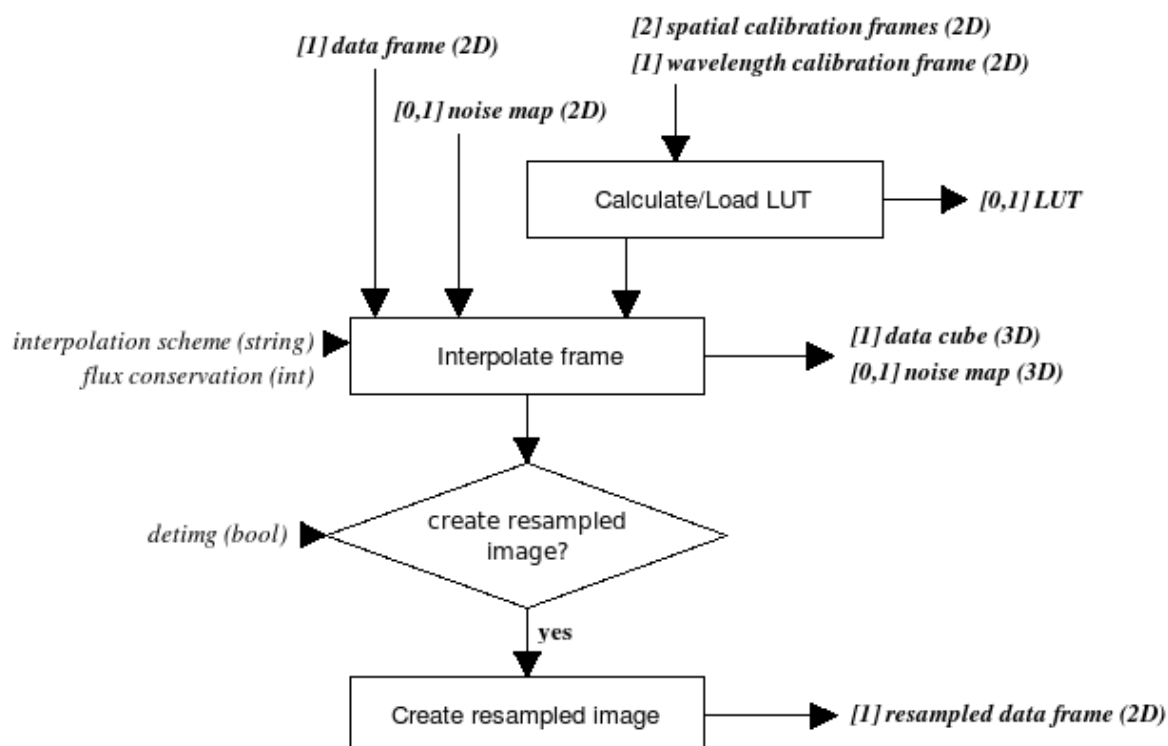 [2] spatial calibration frames (2D)
[1] data frame (2D)
[1] wavelength calibration frame (2D)
[0,1] noise map (2D)
Calculate/Load LUT
[0,1] LUT
interpolation scheme (string)
flux conservation (int)
Interpolate frame
[1] data cube (3D)
[0,1] noise map (3D)
detimg (bool)
create resampled
image?
yes
Create resampled image
[1] resampled data frame (2D)